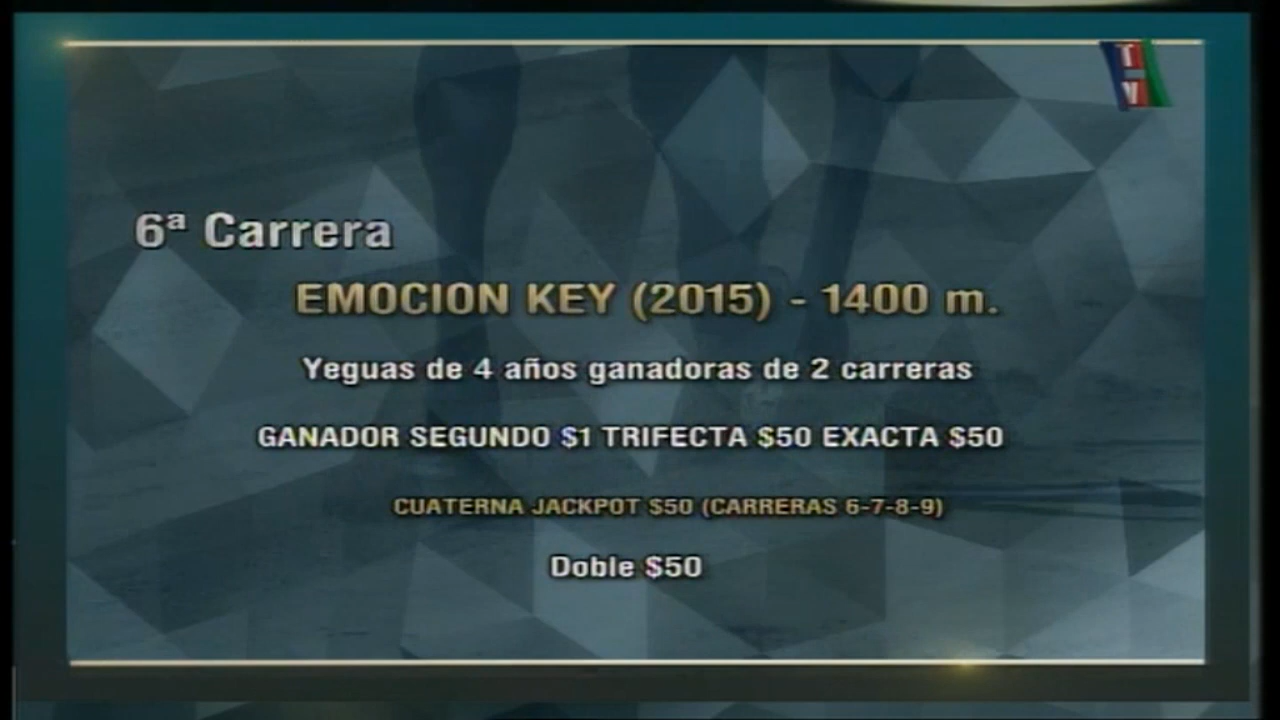 T
V
6ª Carrera
EMOCION KEY (2015) - 1400 m.
Yeguas de 4 años ganadoras de 2 carreras
GANADOR SEGUNDO $1 TRIFECTA $50 EXACTA $50
CUATERNA JACKPOT $50 (CARRERAS 6-7-8-9)
Doble $50